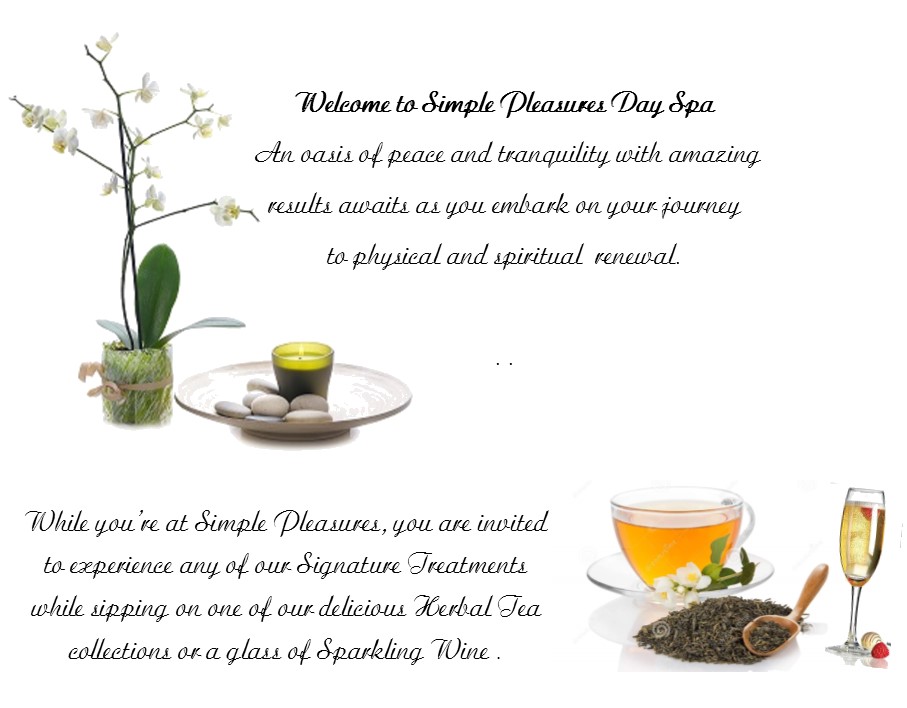 Welcome to Simple Pleasures Day Spa
An oasis of peace and tranquility with amazing
results awaits as you embark on your journey
to physical and spiritual renewal.
. .
While you're at Simple Pleasures, you are invited
to experience any of our Signature Treatments
while sipping on one of our delicious Herbal Tea
collections or a glass of Sparkling Wine .